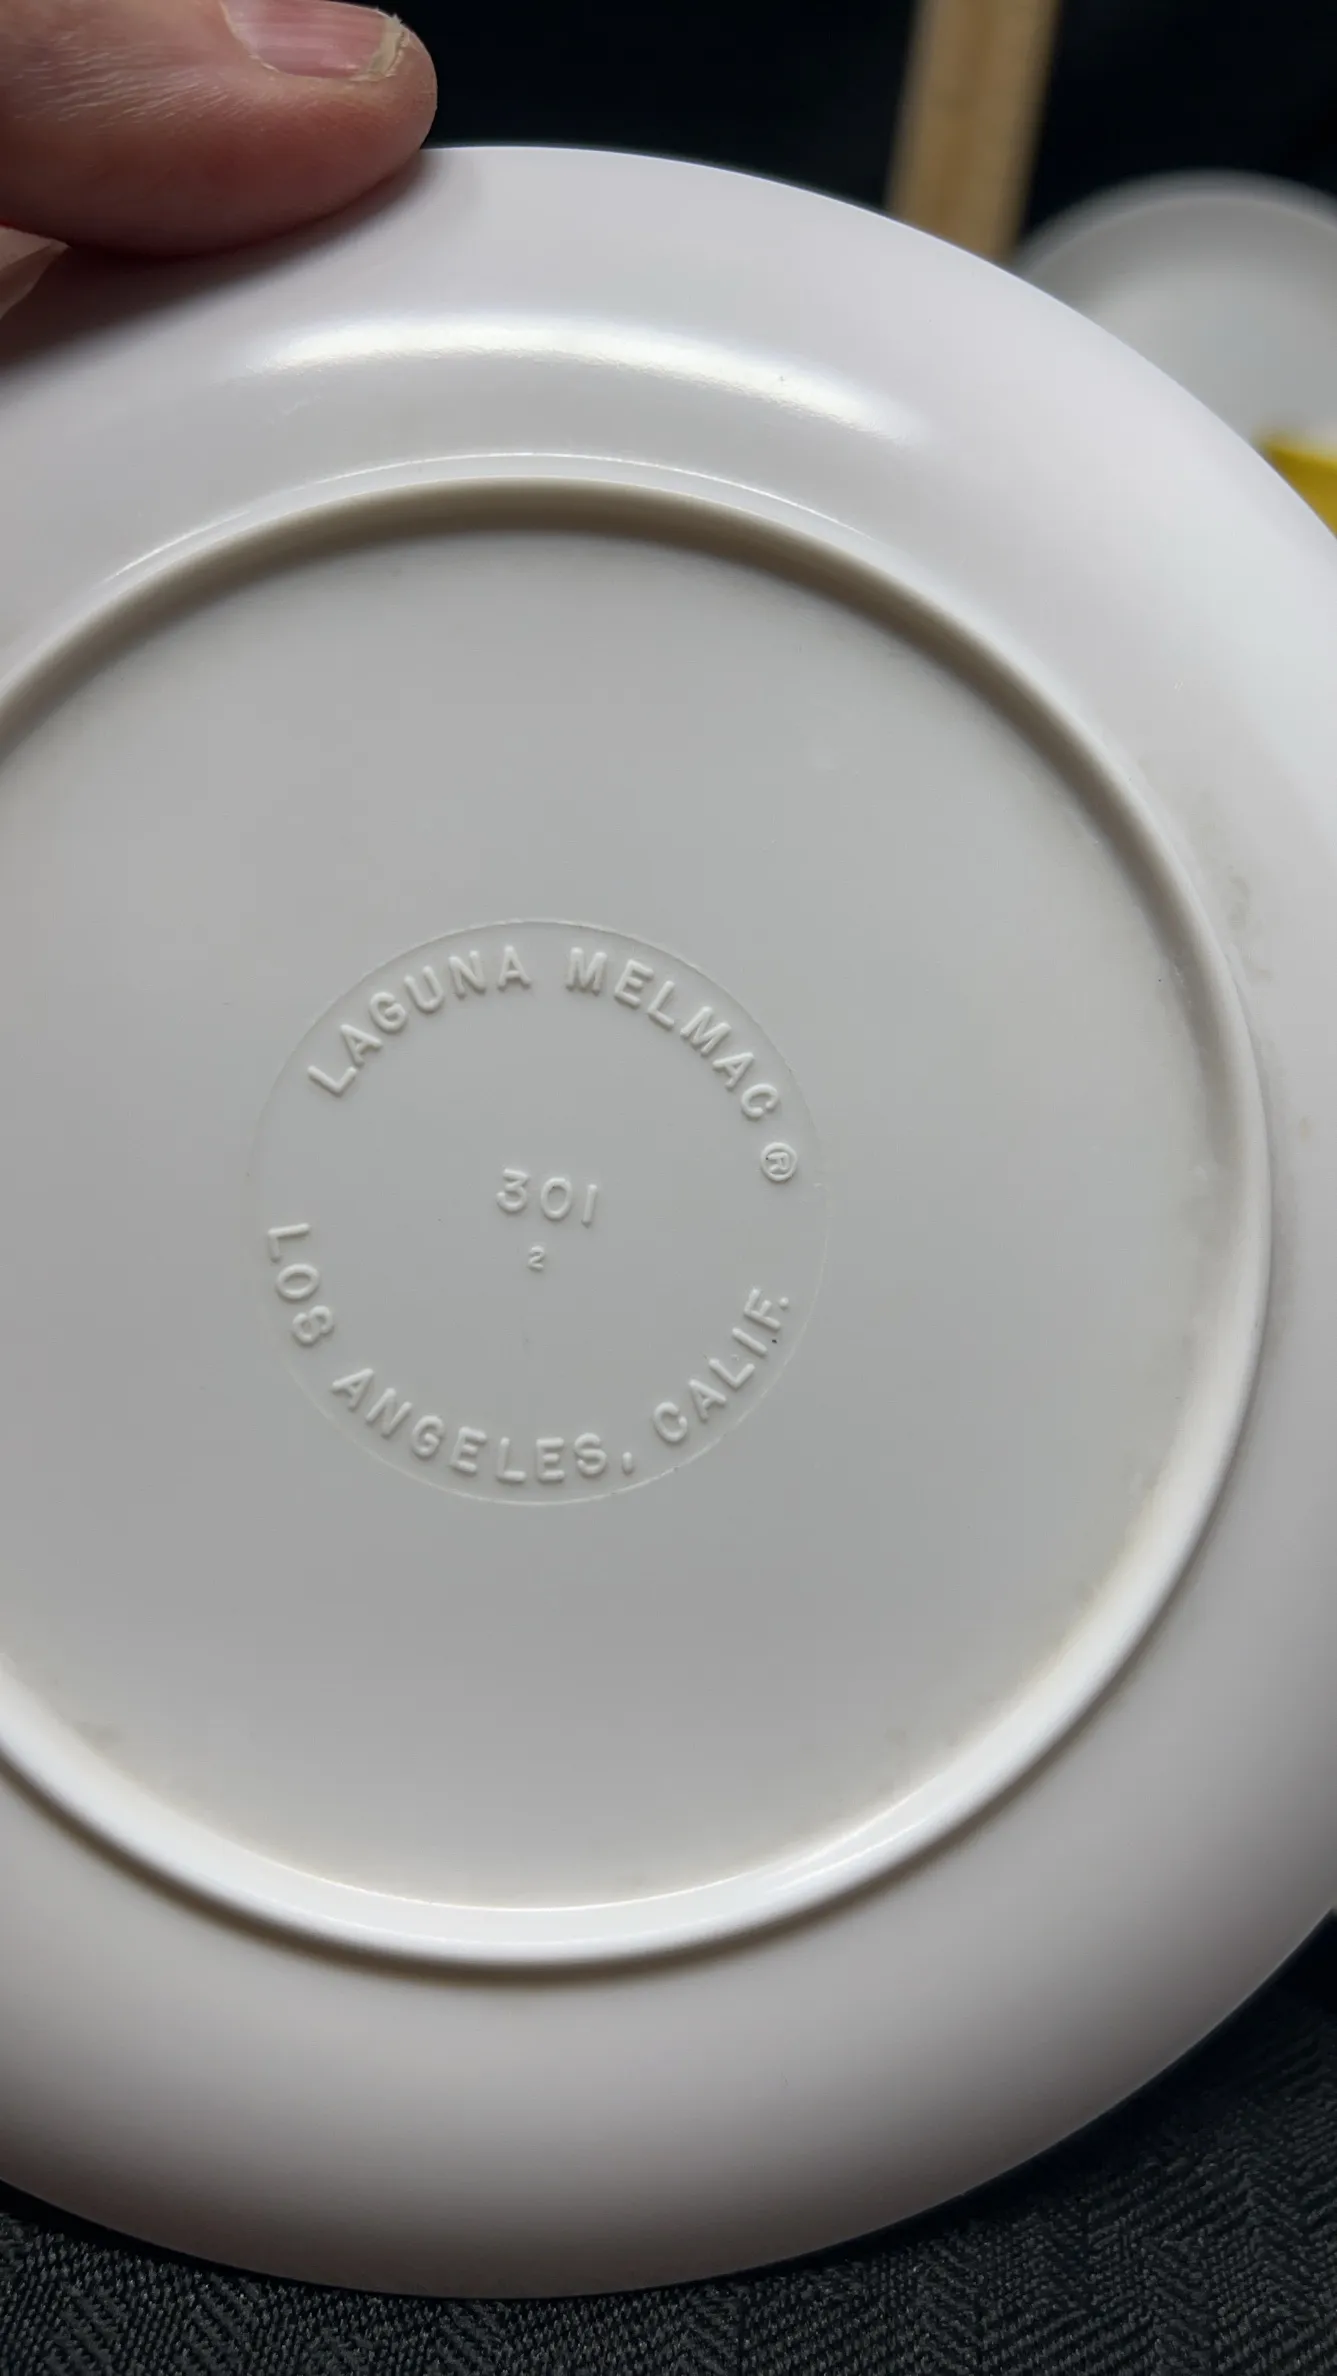 LAGUNA MELMAC ®
301
2
LOS ANGELES, CALIF.